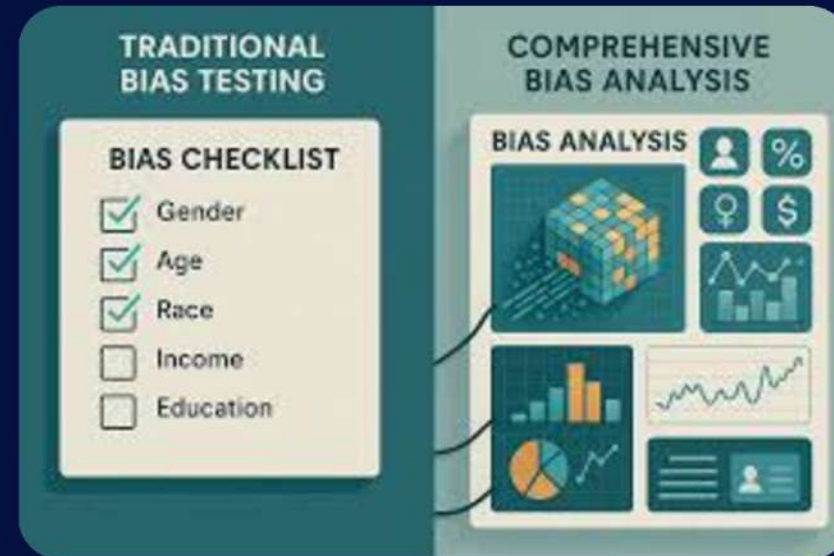 TRADITIONAL
BIAS TESTING
BIAS CHECKLIST
Gender
Age
Race
Income
Education
COMPREHENSIVE
BIAS ANALYSIS
BIAS ANALYSIS
%
$